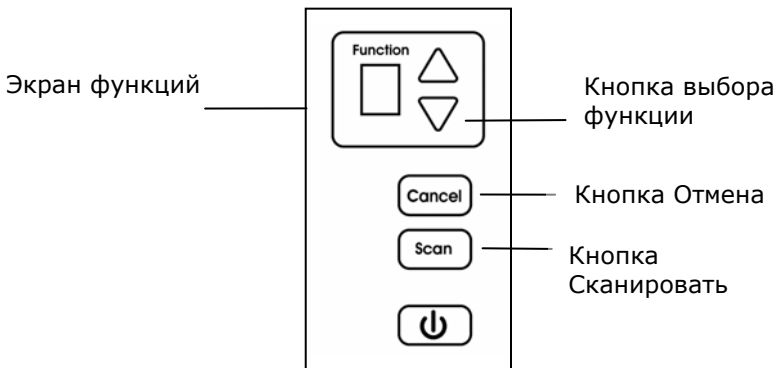 Function
Экран функций
Кнопка выбора
функции
Cancel
Кнопка Отмена
Scan
Кнопка
Сканировать